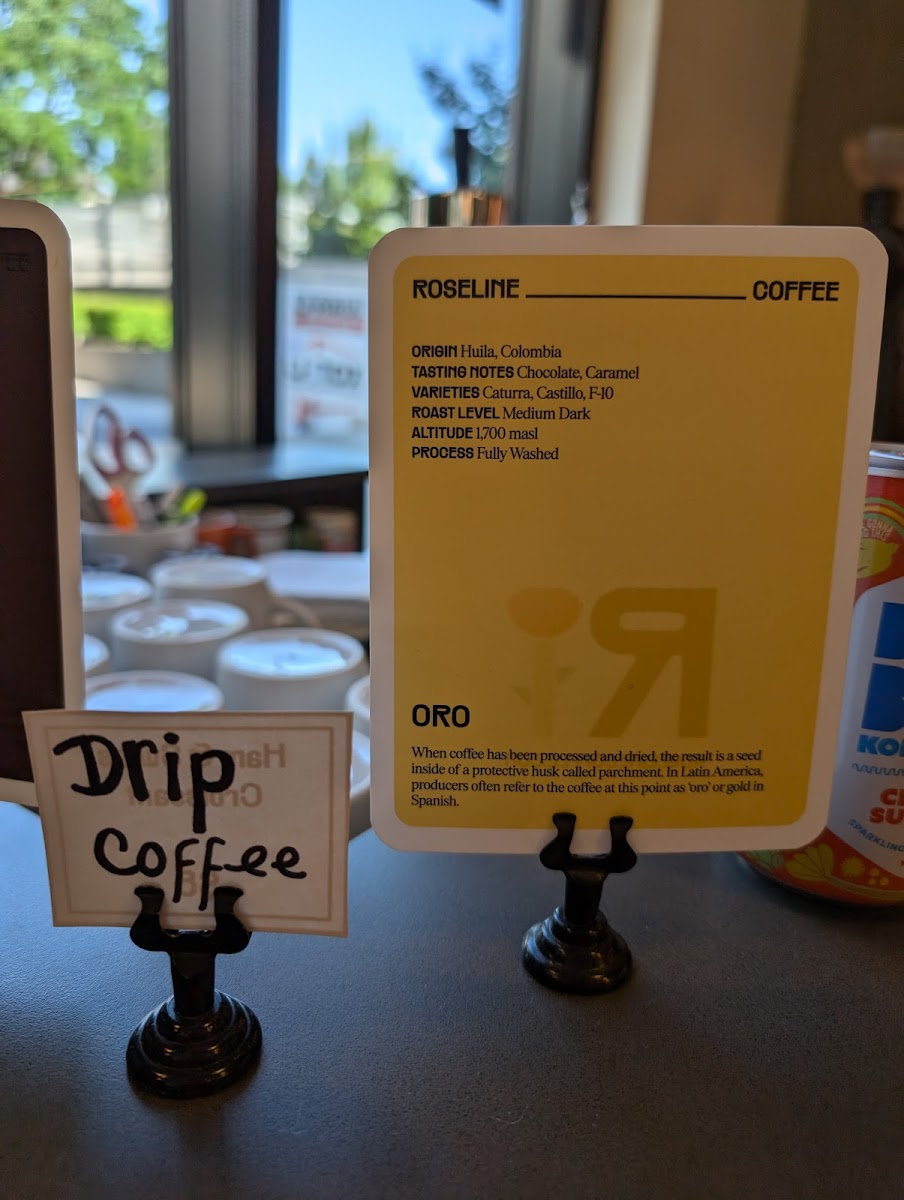 ROSELINE COFFEE
ORIGIN Huila, Colombia
TASTING NOTES Chocolate, Caramel
VARIETIES Caturra, Castillo, F-10
ROAST LEVEL Medium Dark
ALTITUDE 1,700 masl
PROCESS Fully Washed
ORO
When coffee has been processed and dried, the result is a seed
inside of a protective husk called parchment. In Latin America,
producers often refer to the coffee at this point as 'oro' or gold in
Spanish.
Drip
Coffee